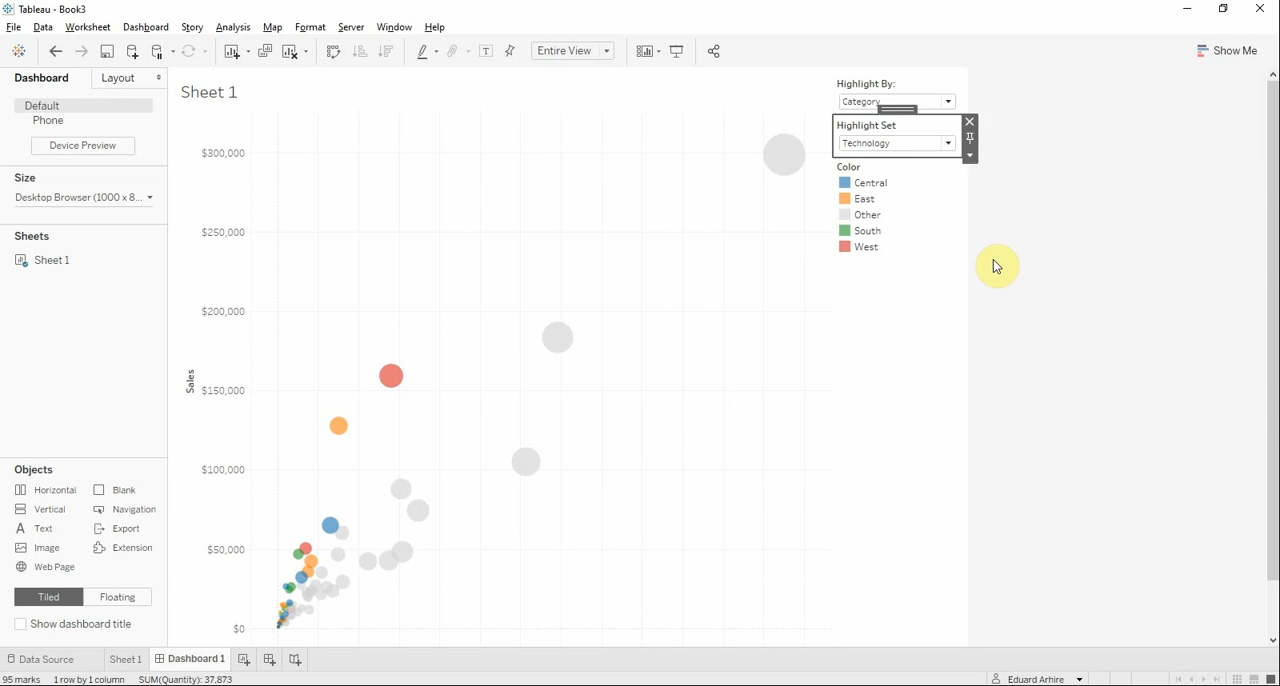 Tableau - Book3
File Data Worksheet Dashboard Story Analysis Map Format Server Window Help
Entire View
Show Me
Dashboard Layout
Default
Phone
Device Preview
Size
Desktop Browser (1000 x 8...
Sheets
Sheet 1
Objects
Horizontal Blank
Vertical Navigation
A Text Export
Image Extension
Web Page
Tiled Floating
Show dashboard title
Sheet 1
$300,000
$250,000
$200,000
$150,000
$100,000
$50,000
$0
Sales
Highlight By:
Category
Highlight Set
Technology
Color
Central
East
Other
South
West
Data Source Sheet 1 Dashboard 1
95 marks 1 row by 1 column SUM(Quantity): 37,873
Eduard Arhire